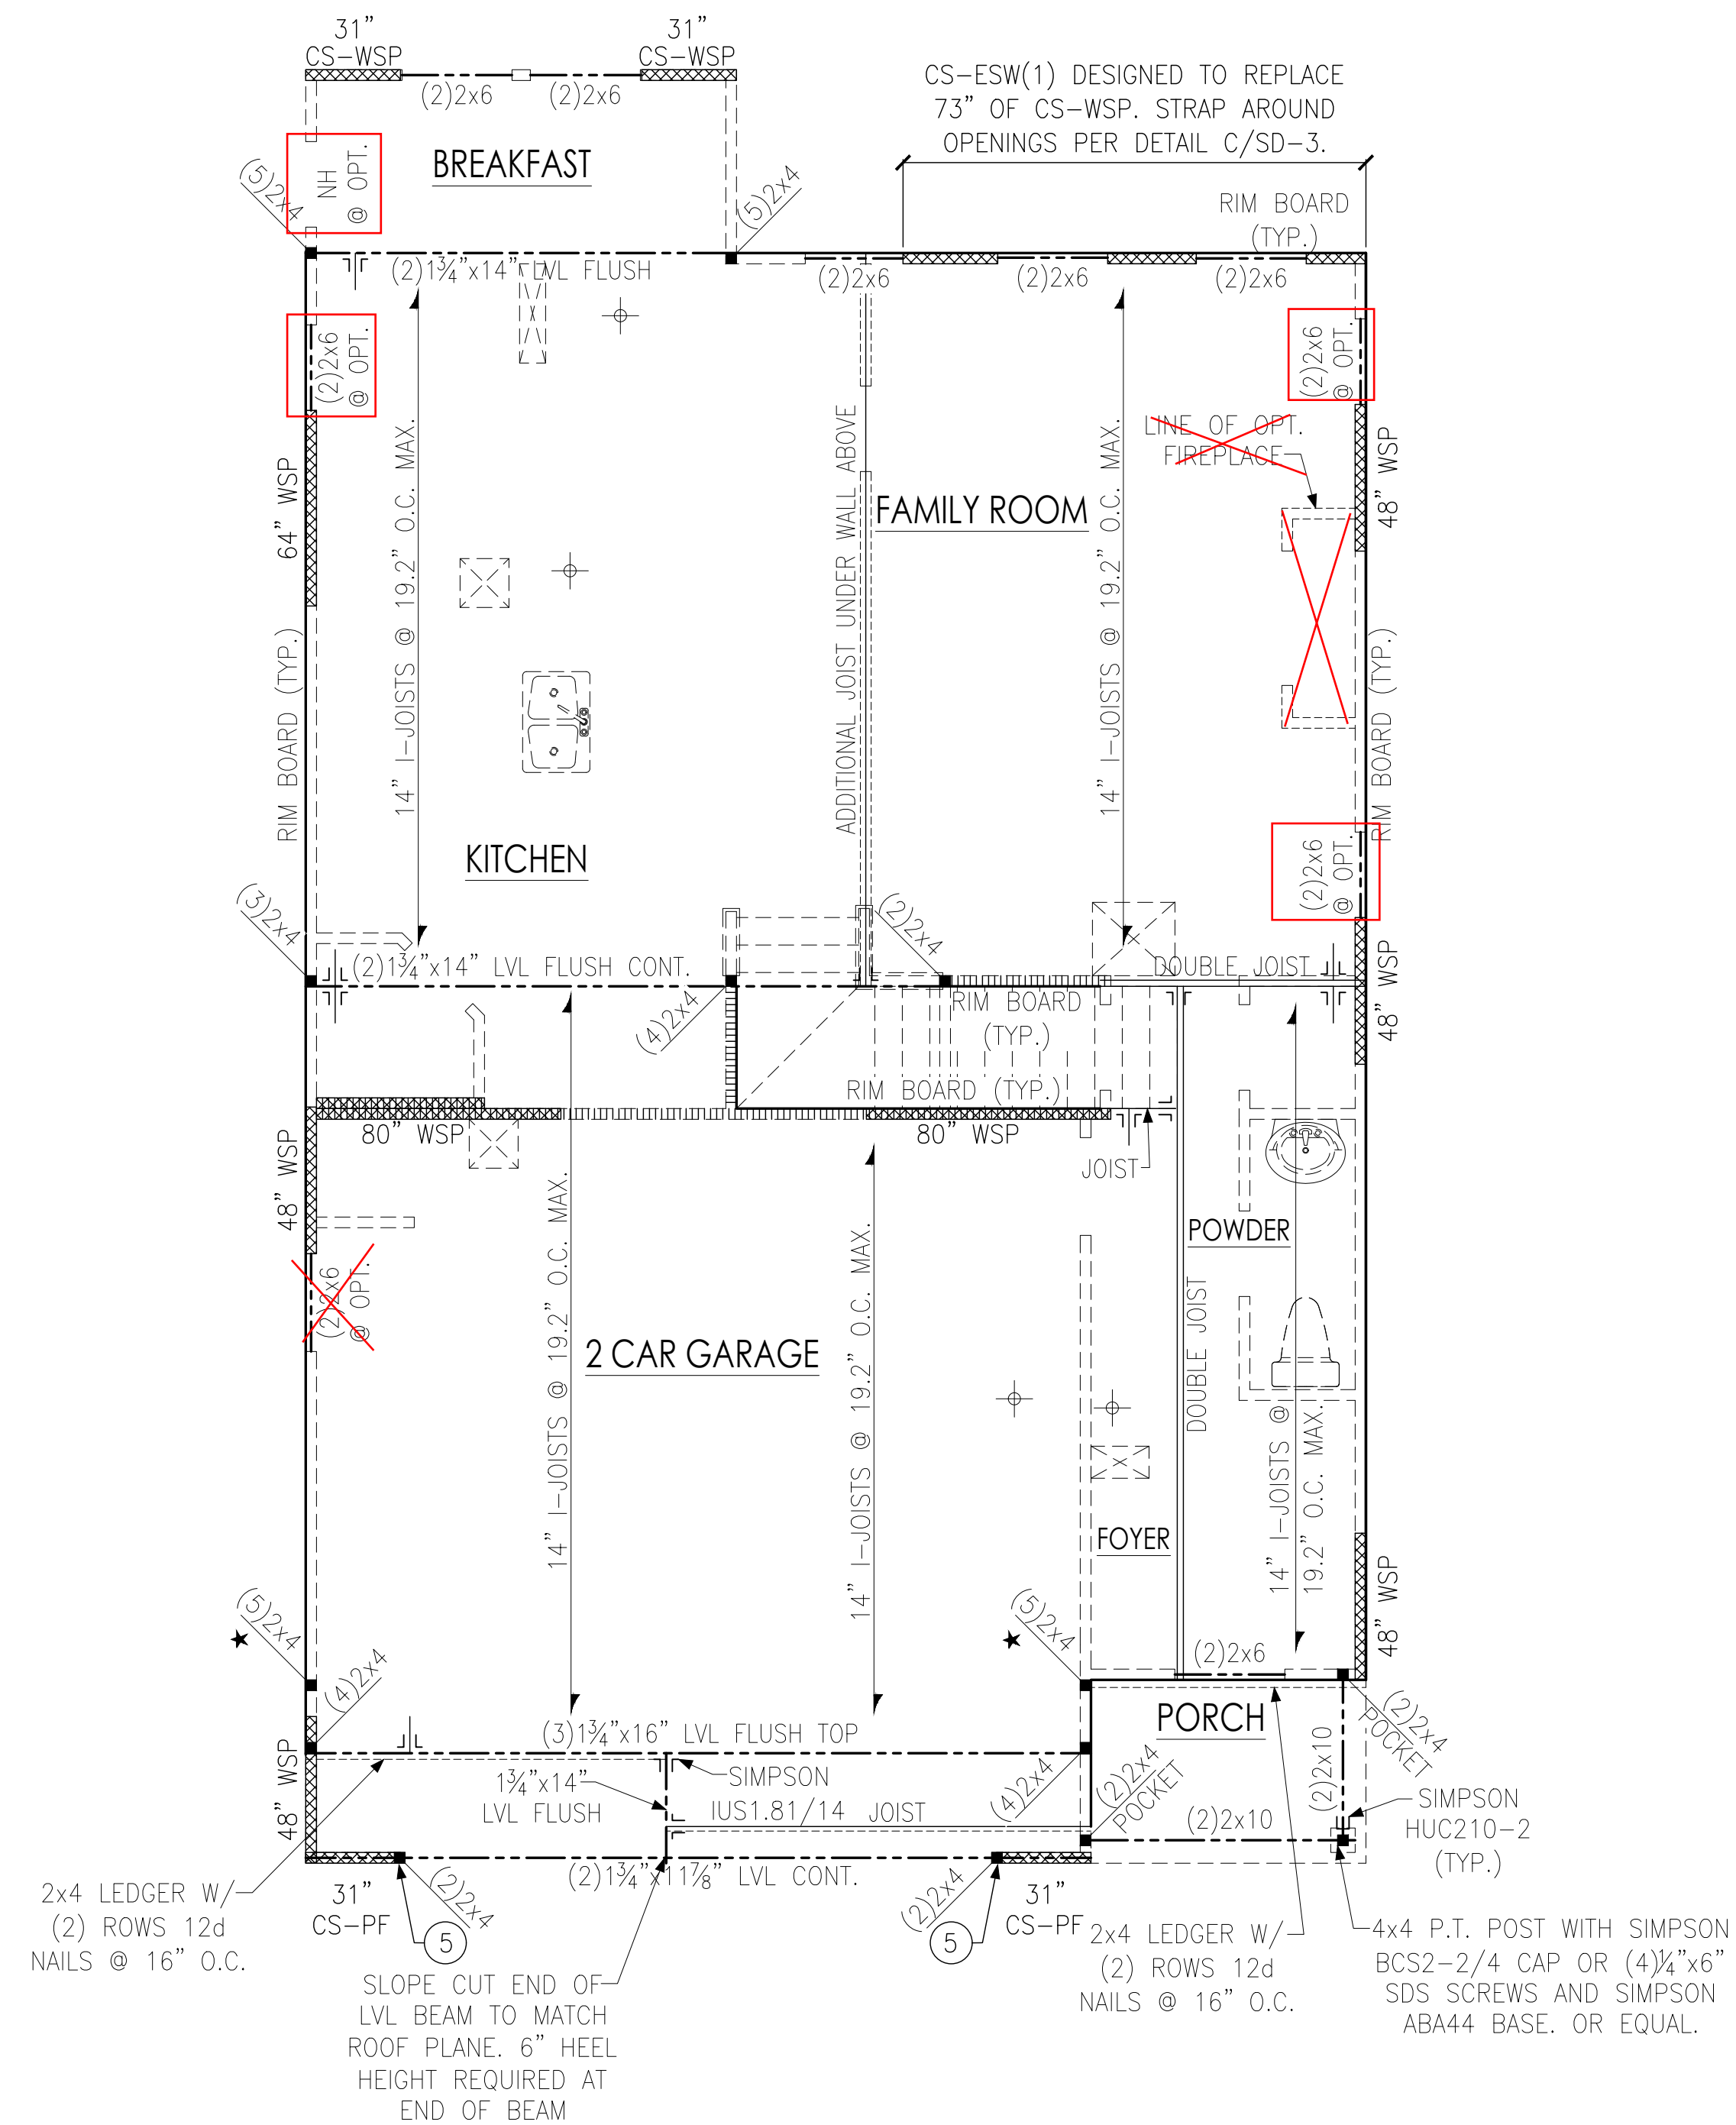 31"
CS-WSP
31"
CS-WSP
(2)2x6
(2)2x6
CS-ESW(1) DESIGNED TO REPLACE
73" OF CS-WSP. STRAP AROUND
OPENINGS PER DETAIL C/SD-3.
BREAKFAST
NH
@ OPT.
(5)2x4
(5)2x4
RIM BOARD
(TYP.)
(2)1¾"x14" LVL FLUSH
(2)2x6
(2)2x6
(2)2x6
(2)2x6
@ OPT.
(2)2x6
@ OPT.
LINE OF OPT.
FIREPLACE
64" WSP
48" WSP
14" I-JOISTS @ 19.2" O.C. MAX.
ADDITIONAL JOIST UNDER WALL ABOVE
14" I-JOISTS @ 19.2" O.C. MAX.
FAMILY ROOM
RIM BOARD (TYP.)
RIM BOARD (TYP.)
KITCHEN
(2)2x6
@ OPT.
(3)2x4
(2)2x4
(2)1¾"x14" LVL FLUSH CONT.
DOUBLE JOIST
48" WSP
(4)2x4
RIM BOARD
(TYP.)
RIM BOARD (TYP.)
80" WSP
80" WSP
48" WSP
JOIST
(2)2x6
@ OPT.
14" I-JOISTS @ 19.2" O.C. MAX.
14" I-JOISTS @ 19.2" O.C. MAX.
2 CAR GARAGE
POWDER
DOUBLE JOIST
14" I-JOISTS @
19.2" O.C. MAX.
FOYER
48" WSP
(5)2x4
(4)2x4
(5)2x4
(2)2x6
PORCH
(2)2x4
POCKET
(3)1¾"x16" LVL FLUSH TOP
48" WSP
1¾"x14"
LVL FLUSH
SIMPSON
IUS1.81/14
JOIST
(4)2x4
(2)2x4
POCKET
(2)2x10
(2)2x10
SIMPSON
HUC210-2
(TYP.)
(2)1¾"x11⅞" LVL CONT.
31"
CS-PF
(2)2x4
5
(2)2x4
5
31"
CS-PF
2x4 LEDGER W/
(2) ROWS 12d
NAILS @ 16" O.C.
2x4 LEDGER W/
(2) ROWS 12d
NAILS @ 16" O.C.
4x4 P.T. POST WITH SIMPSON
BCS2-2/4 CAP OR (4)¼"x6"
SDS SCREWS AND SIMPSON
ABA44 BASE. OR EQUAL.
SLOPE CUT END OF
LVL BEAM TO MATCH
ROOF PLANE. 6" HEEL
HEIGHT REQUIRED AT
END OF BEAM